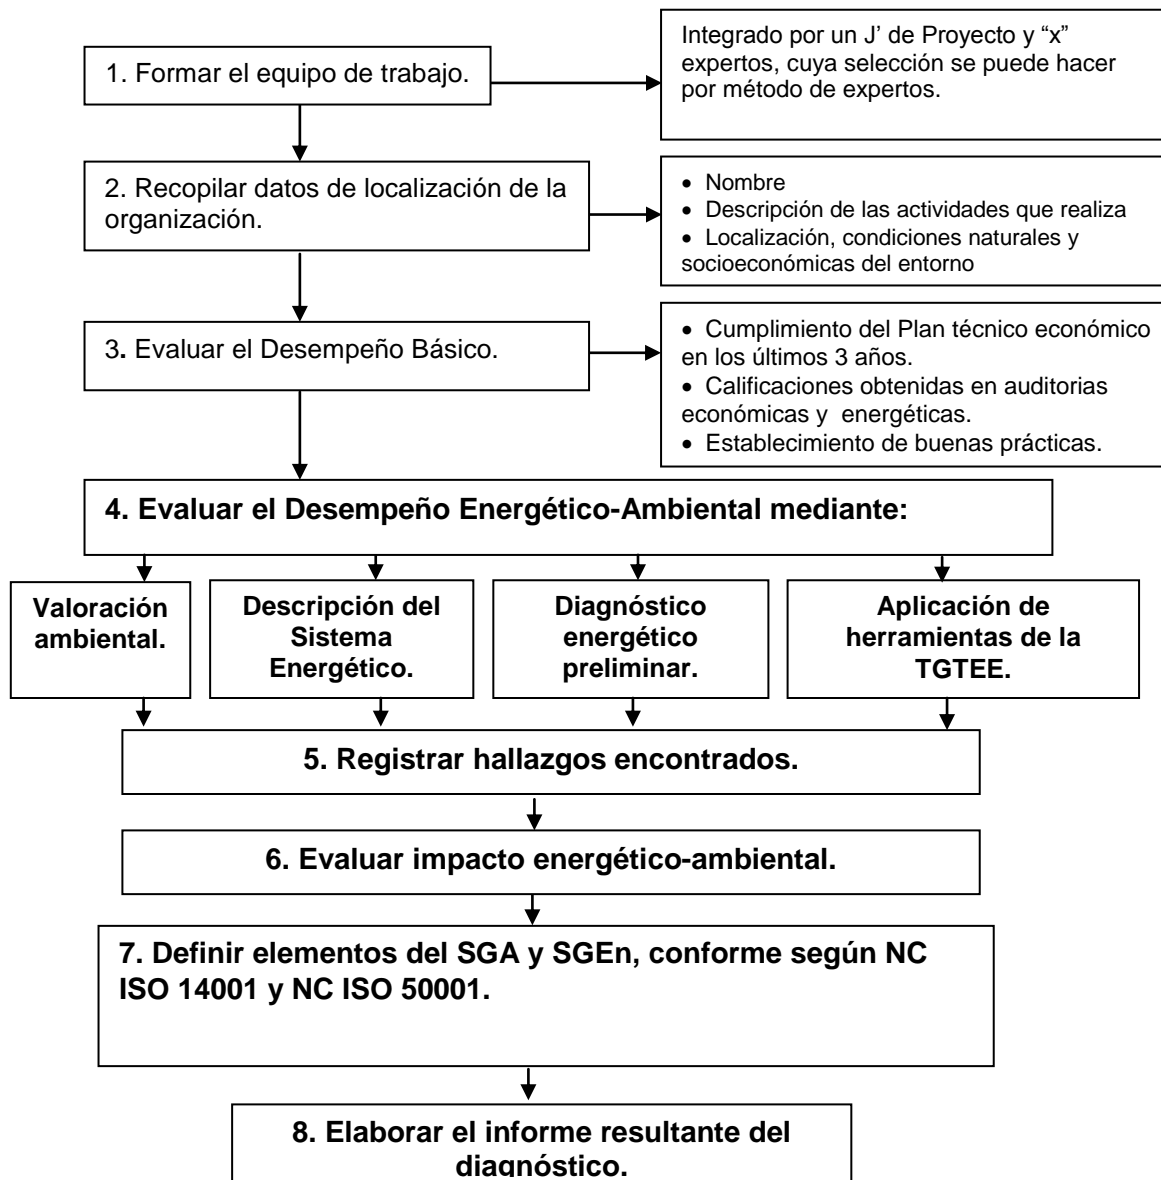 1. Formar el equipo de trabajo.
Integrado por un J’ de Proyecto y “x”
expertos, cuya selección se puede hacer
por método de expertos.
2. Recopilar datos de localización de la
organización.
• Nombre
• Descripción de las actividades que realiza
• Localización, condiciones naturales y
socioeconómicas del entorno
3. Evaluar el Desempeño Básico.
• Cumplimiento del Plan técnico económico
en los últimos 3 años.
• Calificaciones obtenidas en auditorias
económicas y energéticas.
• Establecimiento de buenas prácticas.
4. Evaluar el Desempeño Energético-Ambiental mediante:
Valoración
ambiental.
Descripción del
Sistema
Energético.
Diagnóstico
energético
preliminar.
Aplicación de
herramientas de la
TGTEE.
5. Registrar hallazgos encontrados.
6. Evaluar impacto energético-ambiental.
7. Definir elementos del SGA y SGEn, conforme según NC
ISO 14001 y NC ISO 50001.
8. Elaborar el informe resultante del
diagnóstico.